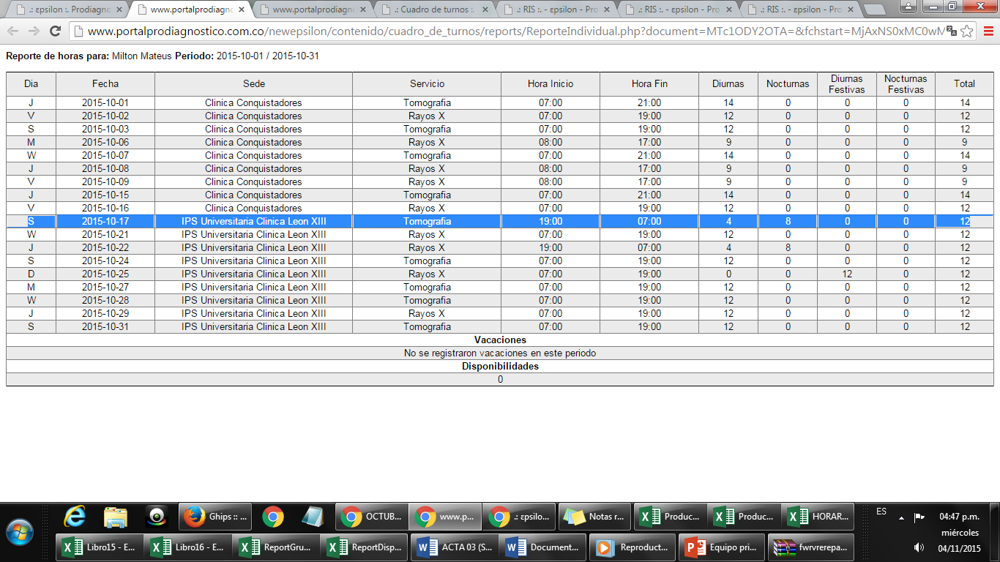 .: εpsilon :. Prodiagno
www.portalprodiagno
www.portalprodiagn
.: Cuadro de turnos :.
.: RIS :. - εpsilon - Pro
.: RIS :. - εpsilon - Pro
.: RIS :. - εpsilon - Pro
www.portalprodiagnostico.com.co/newepsilon/contenido/cuadro_de_turnos/reports/ReporteIndividual.php?document=MTc1ODY2OTA=&fchstart=MjAxNS0xMC0wM
Reporte de horas para: Milton Mateus Periodo: 2015-10-01 / 2015-10-31
Dia Fecha Sede Servicio Hora Inicio Hora Fin Diurnas Nocturnas Diurnas Festivas Nocturnas Festivas Total
J 2015-10-01 Clinica Conquistadores Tomografia 07:00 21:00 14 0 0 0 14
V 2015-10-02 Clinica Conquistadores Rayos X 07:00 19:00 12 0 0 0 12
S 2015-10-03 Clinica Conquistadores Tomografia 07:00 19:00 12 0 0 0 12
M 2015-10-06 Clinica Conquistadores Rayos X 08:00 17:00 9 0 0 0 9
W 2015-10-07 Clinica Conquistadores Tomografia 07:00 21:00 14 0 0 0 14
J 2015-10-08 Clinica Conquistadores Rayos X 08:00 17:00 9 0 0 0 9
V 2015-10-09 Clinica Conquistadores Rayos X 08:00 17:00 9 0 0 0 9
J 2015-10-15 Clinica Conquistadores Tomografia 07:00 21:00 14 0 0 0 14
V 2015-10-16 Clinica Conquistadores Rayos X 07:00 19:00 12 0 0 0 12
S 2015-10-17 IPS Universitaria Clinica Leon XIII Tomografia 19:00 07:00 4 8 0 0 12
W 2015-10-21 IPS Universitaria Clinica Leon XIII Rayos X 07:00 19:00 12 0 0 0 12
J 2015-10-22 IPS Universitaria Clinica Leon XIII Rayos X 19:00 07:00 4 8 0 0 12
S 2015-10-24 IPS Universitaria Clinica Leon XIII Tomografia 07:00 19:00 12 0 0 0 12
D 2015-10-25 IPS Universitaria Clinica Leon XIII Rayos X 07:00 19:00 0 0 12 0 12
M 2015-10-27 IPS Universitaria Clinica Leon XIII Tomografia 07:00 19:00 12 0 0 0 12
W 2015-10-28 IPS Universitaria Clinica Leon XIII Tomografia 07:00 19:00 12 0 0 0 12
J 2015-10-29 IPS Universitaria Clinica Leon XIII Rayos X 07:00 19:00 12 0 0 0 12
S 2015-10-31 IPS Universitaria Clinica Leon XIII Tomografia 07:00 19:00 12 0 0 0 12
Vacaciones
No se registraron vacaciones en este periodo
Disponibilidades
0
Ghips :: ...
OCTUB...
www.p...
.: εpsilo...
Notas r...
Produc...
Produc...
HORAR...
ES
04:47 p.m.
miércoles
04/11/2015
Libro15 - E...
Libro16 - E...
ReportGru...
ReportDisp...
ACTA 03 (S...
Document...
Reproduct...
Equipo pri...
fwrvrerepa...